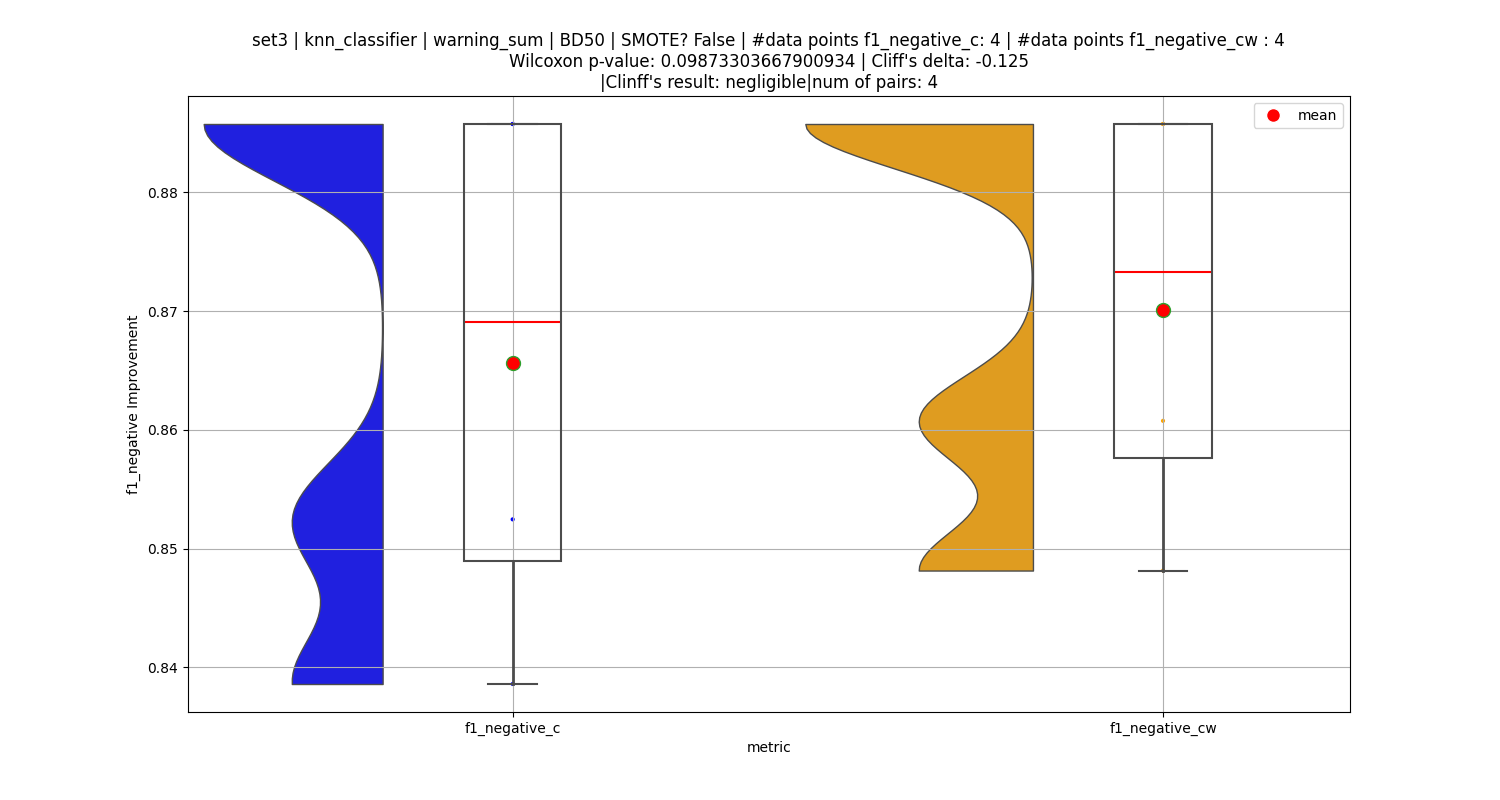 set3 | knn_classifier | warning_sum | BD50 | SMOTE? False | #data points f1_negative_c: 4 | #data points f1_negative_cw : 4
Wilcoxon p-value: 0.09873303667900934 | Cliff's delta: -0.125
|Clinff's result: negligible|num of pairs: 4
mean
0.88
0.87
0.86
0.85
0.84
f1_negative Improvement
f1_negative_c
f1_negative_cw
metric